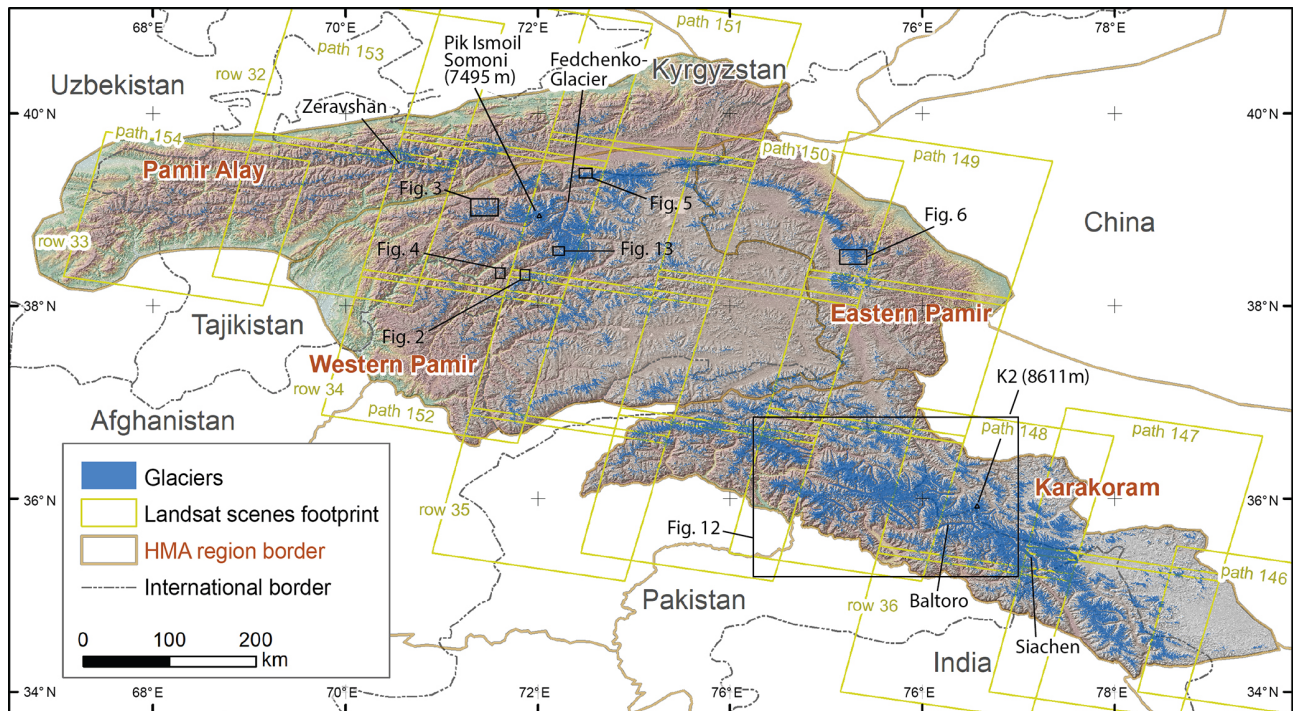 68°E
70°E
72°E
74°E
76°E
78°E
path 151
path 153
row 32
Uzbekistan
Pik Ismoil
Somoni
(7495 m)
Fedchenko-
Glacier
Kyrgyzstan
Zeravshan
40°N
40°N
path 154
path 150
path 149
Pamir Alay
Fig. 3
Fig. 5
Fig. 6
China
row 33
Fig. 4
Fig. 13
38°N
38°N
Tajikistan
Eastern Pamir
Fig. 2
Western Pamir
K2 (8611m)
row 34
path 152
Afghanistan
path 148
path 147
Glaciers
Landsat scenes footprint
HMA region border
International border
0 100 200
km
36°N
36°N
Karakoram
row 35
Fig. 12
path 146
Pakistan
Baltoro
row 36
Siachen
India
34°N
34°N
68°E
70°E
72°E
74°E
76°E
78°E